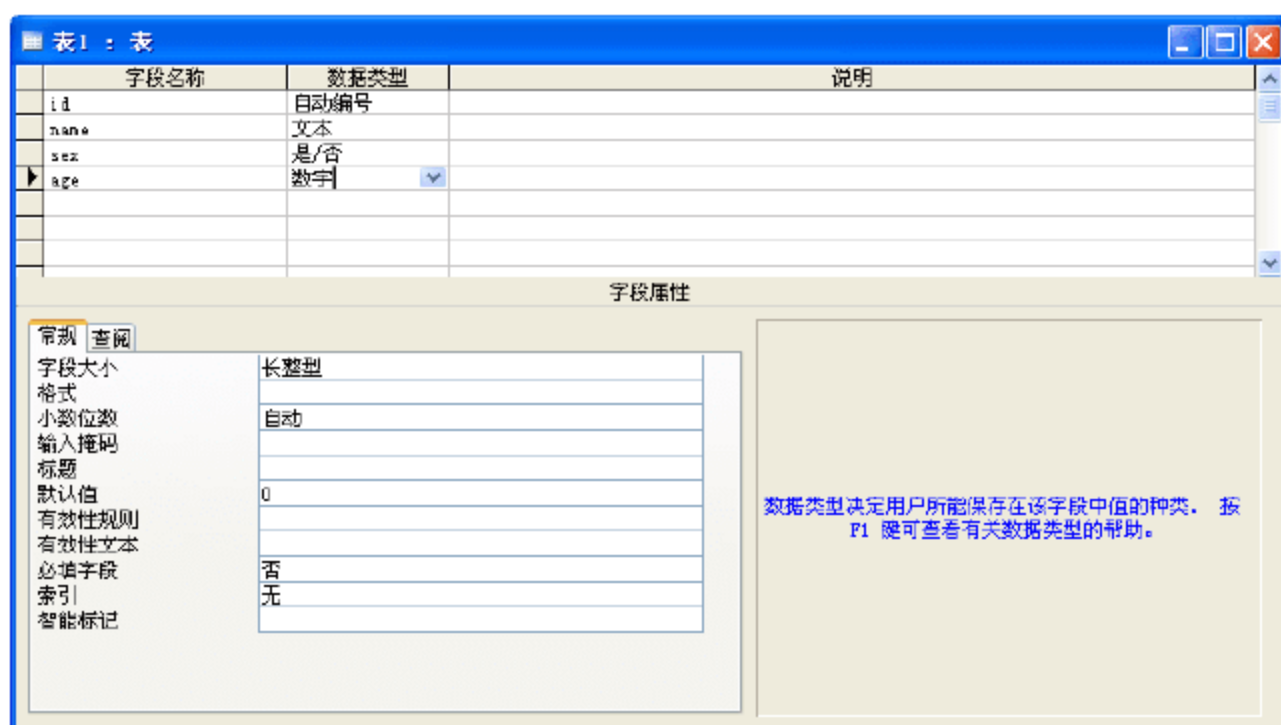 表1 : 表
字段名称 数据类型 说明
id 自动编号
name 文本
sex 是/否
age 数字
字段属性
常规 查阅
字段大小 长整型
格式
小数位数 自动
输入掩码
标题
默认值 0
有效性规则
有效性文本
必填字段 否
索引 无
智能标记
数据类型决定用户所能保存在该字段中值的种类。 按
F1 键可查看有关数据类型的帮助。